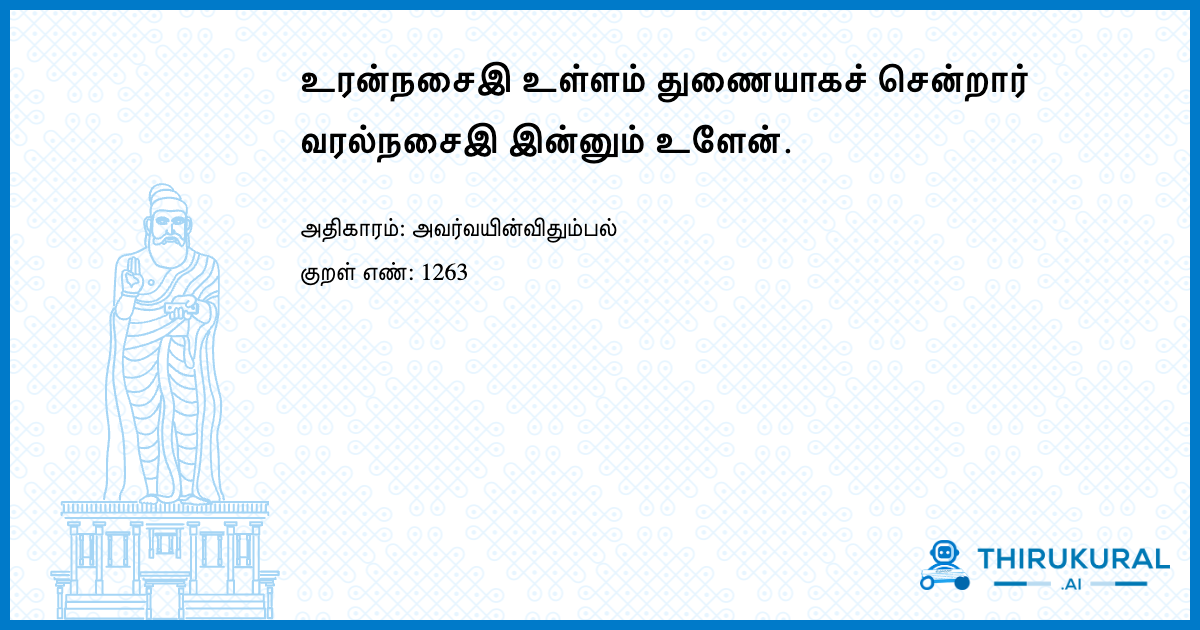 உரன்நசைஇ உள்ளம் துணையாகச் சென்றார்
வரல்நசைஇ இன்னும் உளேன்.
அதிகாரம்: அவர்வயின்விதும்பல்
குறள் எண்: 1263
THIRUKURAL
.AI